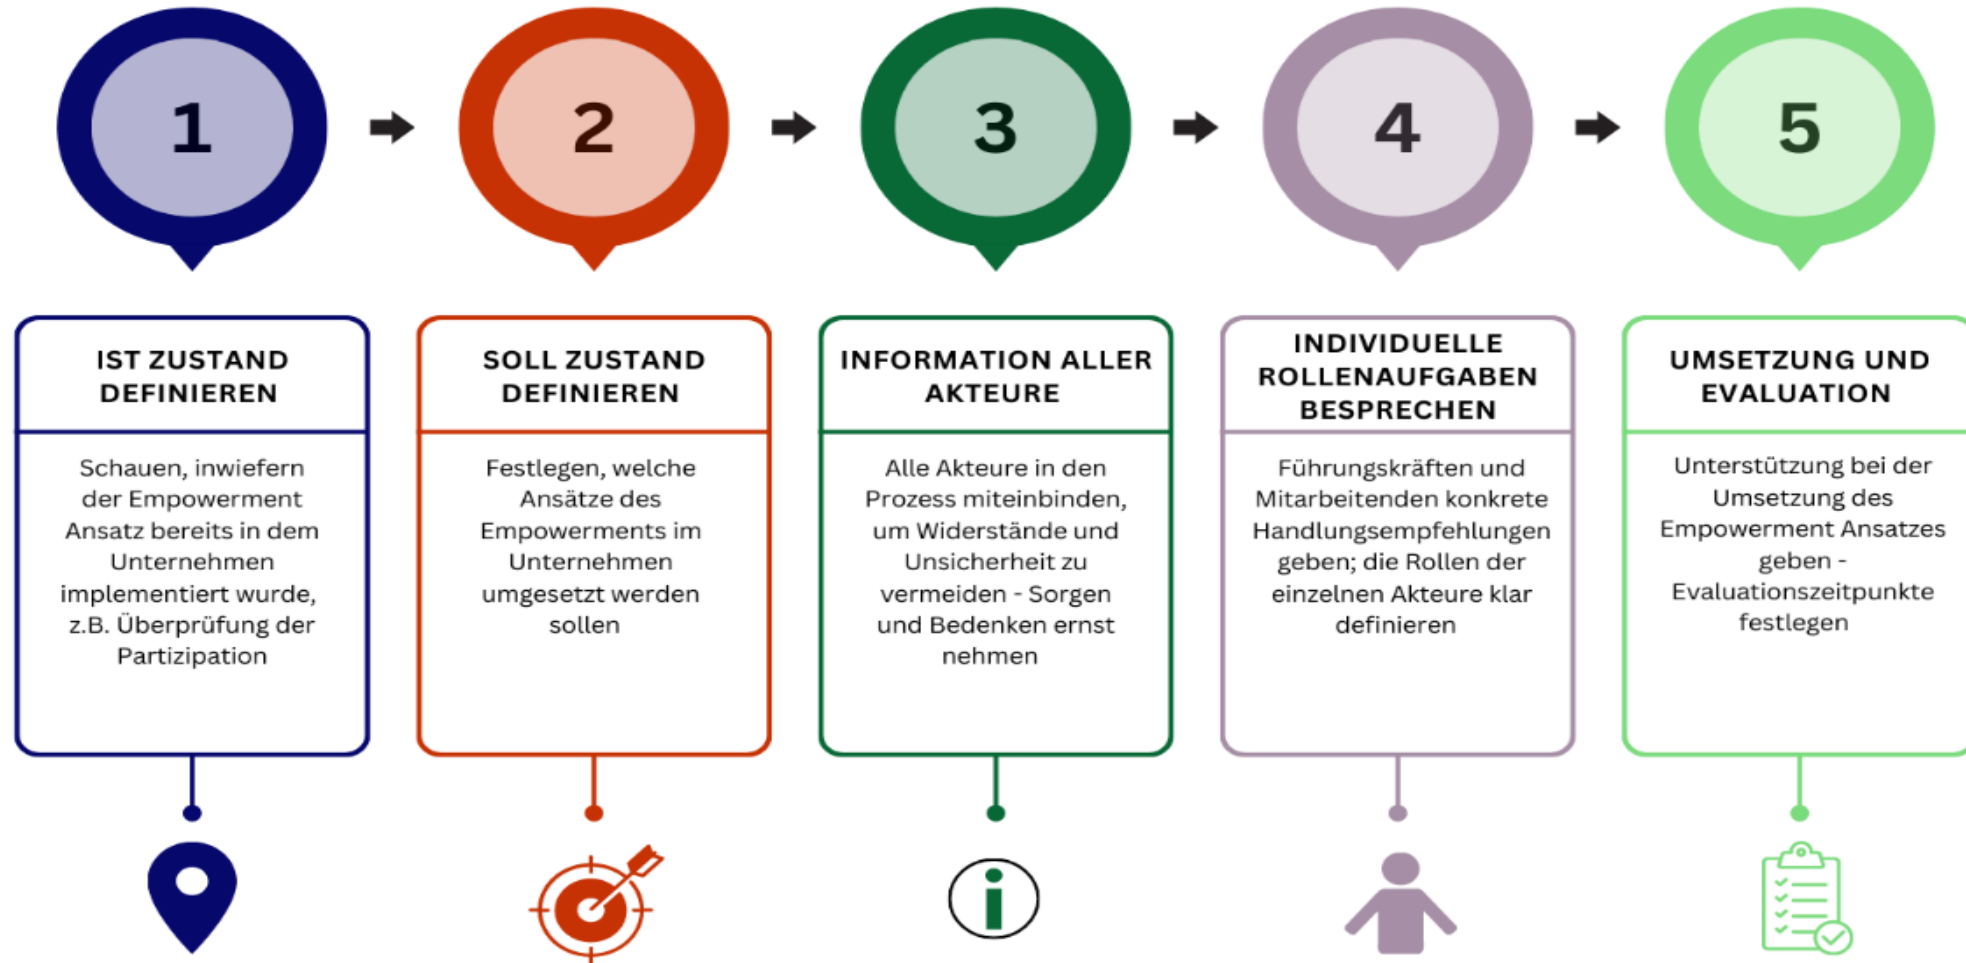 1
2
3
4
5
IST ZUSTAND
DEFINIEREN
Schauen, inwiefern
der Empowerment
Ansatz bereits in dem
Unternehmen
implementiert wurde,
z.B. Überprüfung der
Partizipation
SOLL ZUSTAND
DEFINIEREN
Festlegen, welche
Ansätze des
Empowerments im
Unternehmen
umgesetzt werden
sollen
INFORMATION ALLER
AKTEURE
Alle Akteure in den
Prozess miteinbinden,
um Widerstände und
Unsicherheit zu
vermeiden - Sorgen
und Bedenken ernst
nehmen
INDIVIDUELLE
ROLLENAUFGABEN
BESPRECHEN
Führungskräften und
Mitarbeitenden konkrete
Handlungsempfehlungen
geben; die Rollen der
einzelnen Akteure klar
definieren
UMSETZUNG UND
EVALUATION
Unterstützung bei der
Umsetzung des
Empowerment Ansatzes
geben -
Evaluationszeitpunkte
festlegen